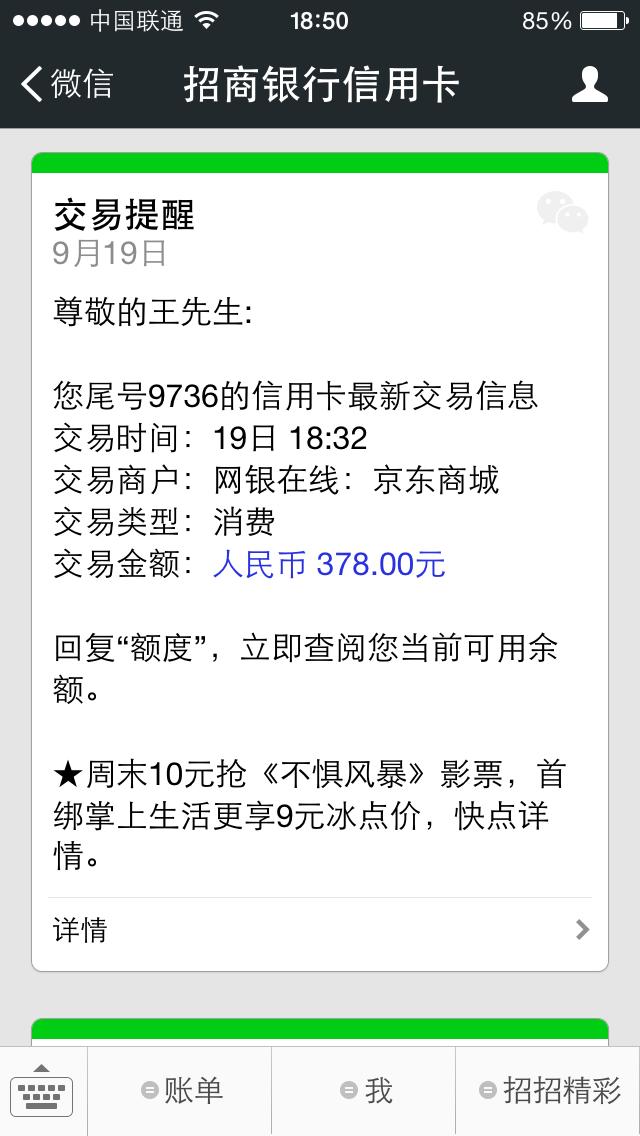 中国联通 18:50 85%
微信 招商银行信用卡
交易提醒
9月19日
尊敬的王先生:
您尾号9736的信用卡最新交易信息
交易时间：19日 18:32
交易商户：网银在线：京东商城
交易类型：消费
交易金额：人民币 378.00元
回复“额度”，立即查阅您当前可用余
额。
★周末10元抢《不惧风暴》影票，首
绑掌上生活更享9元冰点价，快点详
情。
详情
账单 我 招招精彩